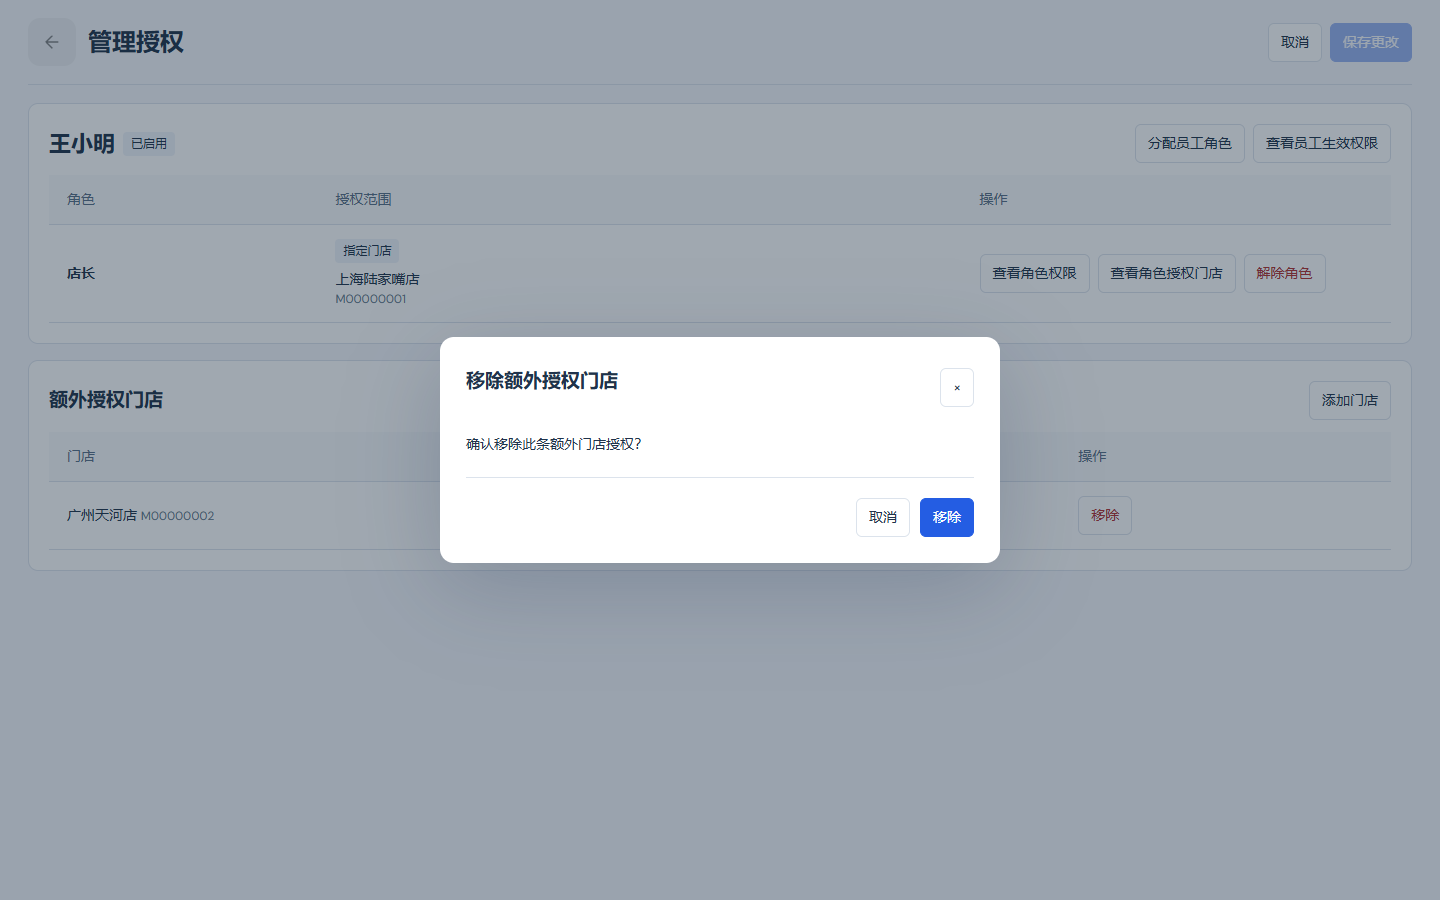 管理授权
取消
保存更改
王小明
已启用
分配员工角色
查看员工生效权限
角色
授权范围
操作
店长
指定门店
上海陆家嘴店
M00000001
查看角色权限
查看角色授权门店
解除角色
额外授权门店
添加门店
门店
操作
广州天河店 M00000002
移除
移除额外授权门店
×
确认移除此条额外门店授权？
取消
移除